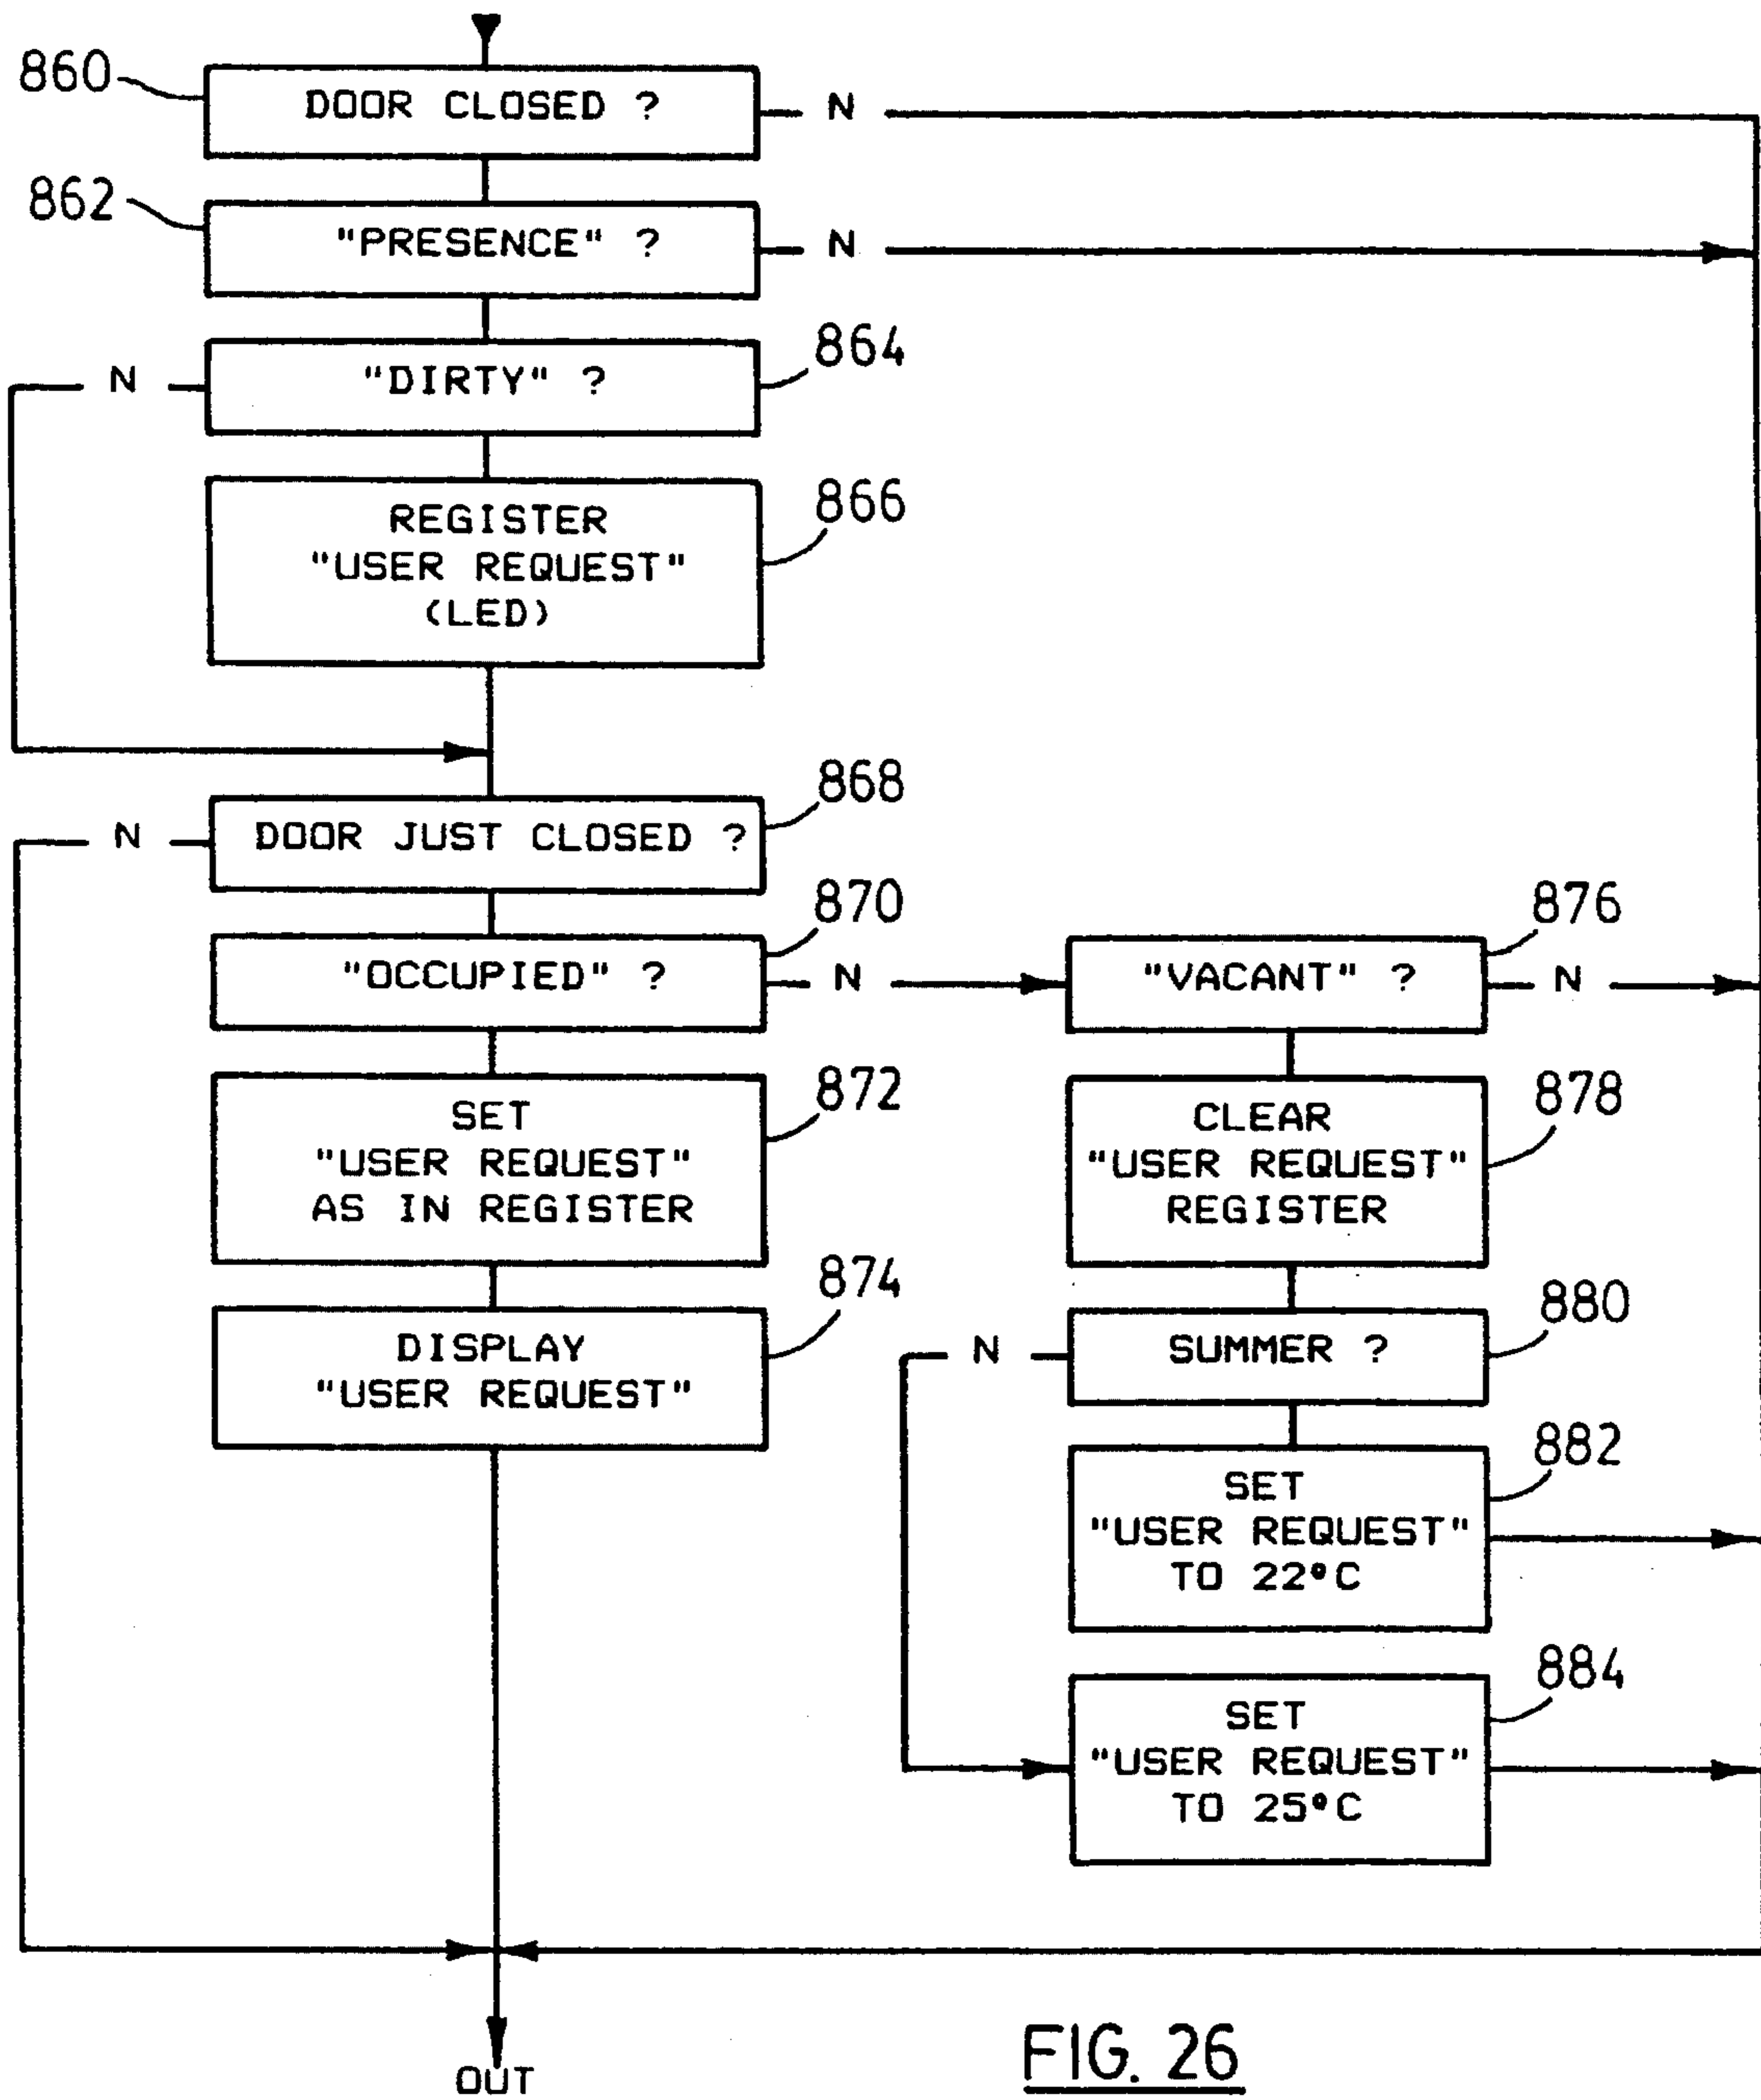 860
DOOR CLOSED ?
N
862
"PRESENCE" ?
N
864
"DIRTY" ?
N
866
REGISTER
"USER REQUEST"
(LED)
868
DOOR JUST CLOSED ?
N
870
"OCCUPIED" ?
N
876
"VACANT" ?
N
872
SET
"USER REQUEST"
AS IN REGISTER
878
CLEAR
"USER REQUEST"
REGISTER
874
DISPLAY
"USER REQUEST"
880
SUMMER ?
N
882
SET
"USER REQUEST"
TO 22°C
884
SET
"USER REQUEST"
TO 25°C
OUT
FIG. 26